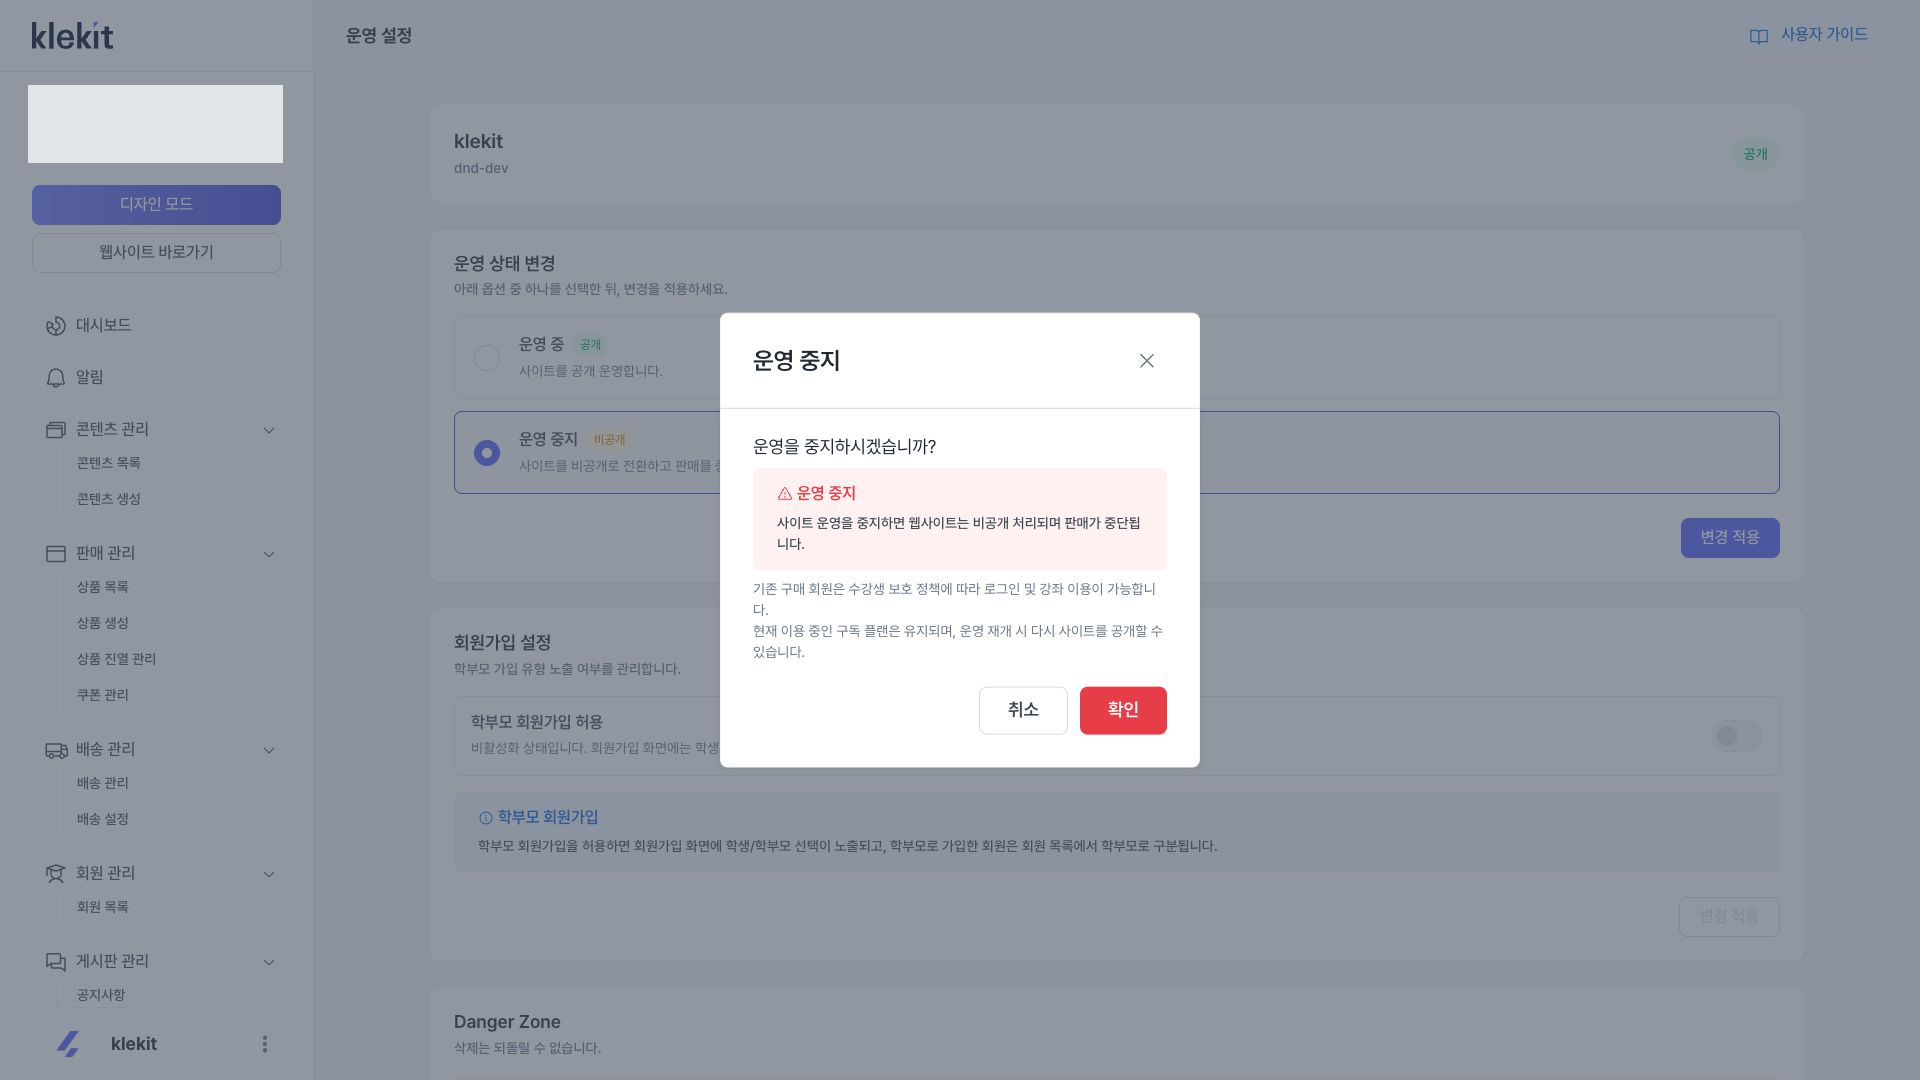 klekit
운영 설정
사용자 가이드
디자인 모드
웹사이트 바로가기
대시보드
알림
콘텐츠 관리
콘텐츠 목록
콘텐츠 생성
판매 관리
상품 목록
상품 생성
상품 진열 관리
쿠폰 관리
배송 관리
배송 관리
배송 설정
회원 관리
회원 목록
게시판 관리
공지사항
klekit
klekit
dnd-dev
공개
운영 상태 변경
아래 옵션 중 하나를 선택한 뒤, 변경을 적용하세요.
운영 중 공개
사이트를 공개 운영합니다.
운영 중지 비공개
사이트를 비공개로 전환하고 판매를
변경 적용
회원가입 설정
학부모 가입 유형 노출 여부를 관리합니다.
학부모 회원가입 허용
비활성화 상태입니다. 회원가입 화면에는 학생
학부모 회원가입
학부모 회원가입을 허용하면 회원가입 화면에 학생/학부모 선택이 노출되고, 학부모로 가입한 회원은 회원 목록에서 학부모로 구분됩니다.
변경 적용
Danger Zone
삭제는 되돌릴 수 없습니다.
운영 중지
운영을 중지하시겠습니까?
운영 중지
사이트 운영을 중지하면 웹사이트는 비공개 처리되며 판매가 중단됩
니다.
기존 구매 회원은 수강생 보호 정책에 따라 로그인 및 강좌 이용이 가능합니
다.
현재 이용 중인 구독 플랜은 유지되며, 운영 재개 시 다시 사이트를 공개할 수
있습니다.
취소
확인